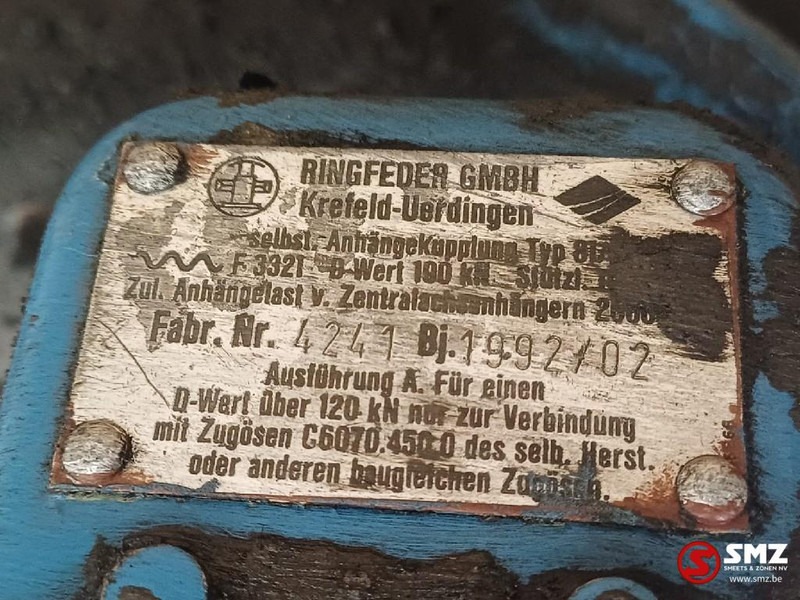 RINGFEDER GMBH
Krefeld-Uerdingen
selbst. Anhängekupplung Typ
F 3321 D-Wert 190 kN - Stützl.
Zul. Anhängelast v. Zentralachsanhängern
Fabr. Nr. 4241 Bj. 1992/02
Ausführung A. Für einen
D-Wert über 120 kN nur zur Verbindung
mit Zugösen C6070.450.0 des selb. Herst.
oder anderen baugleichen Zugösen.
SMZ
SMEETS & ZONEN NV
www.smz.be